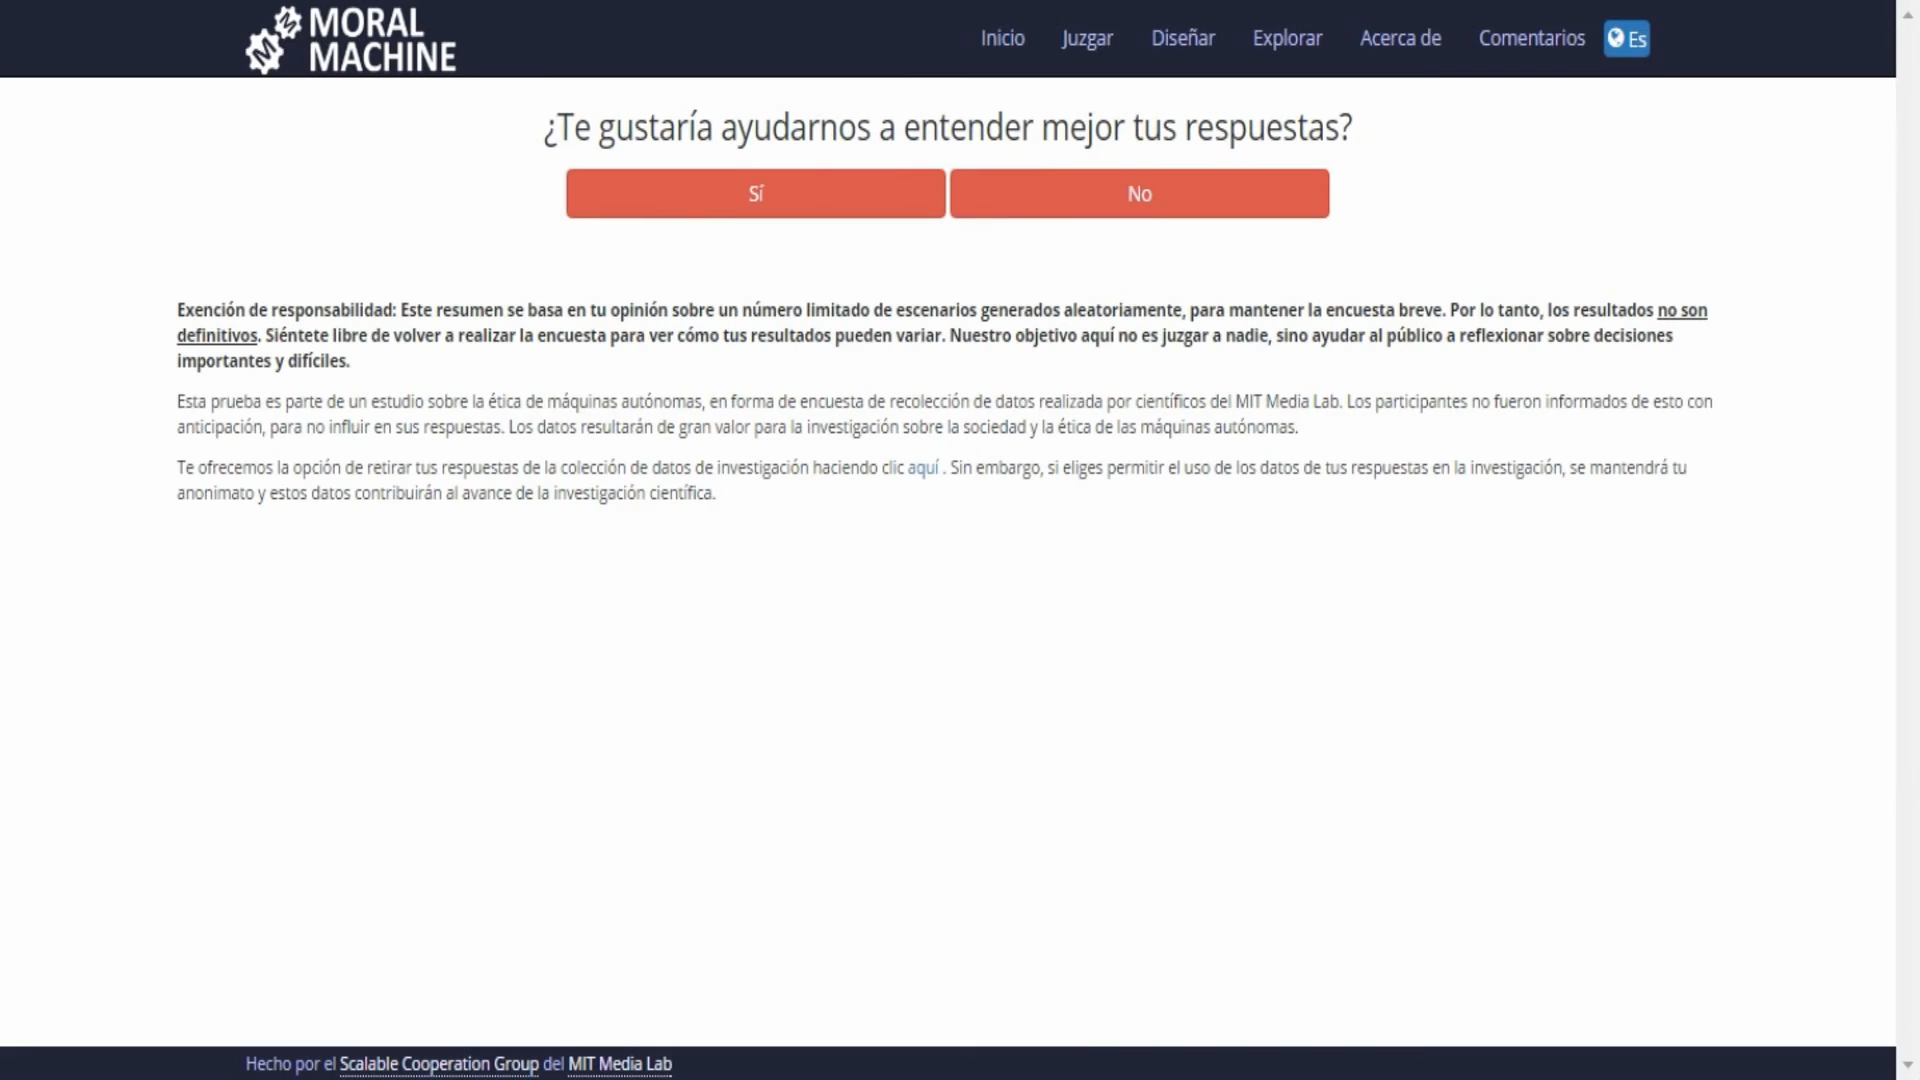 MORAL
MACHINE
Inicio Juzgar Diseñar Explorar Acerca de Comentarios Es
¿Te gustaría ayudarnos a entender mejor tus respuestas?
Sí No
Exención de responsabilidad: Este resumen se basa en tu opinión sobre un número limitado de escenarios generados aleatoriamente, para mantener la encuesta breve. Por lo tanto, los resultados no son
definitivos. Siéntete libre de volver a realizar la encuesta para ver cómo tus resultados pueden variar. Nuestro objetivo aquí no es juzgar a nadie, sino ayudar al público a reflexionar sobre decisiones
importantes y difíciles.
Esta prueba es parte de un estudio sobre la ética de máquinas autónomas, en forma de encuesta de recolección de datos realizada por científicos del MIT Media Lab. Los participantes no fueron informados de esto con
anticipación, para no influir en sus respuestas. Los datos resultarán de gran valor para la investigación sobre la sociedad y la ética de las máquinas autónomas.
Te ofrecemos la opción de retirar tus respuestas de la colección de datos de investigación haciendo clic aquí . Sin embargo, si eliges permitir el uso de los datos de tus respuestas en la investigación, se mantendrá tu
anonimato y estos datos contribuirán al avance de la investigación científica.
Hecho por el Scalable Cooperation Group del MIT Media Lab